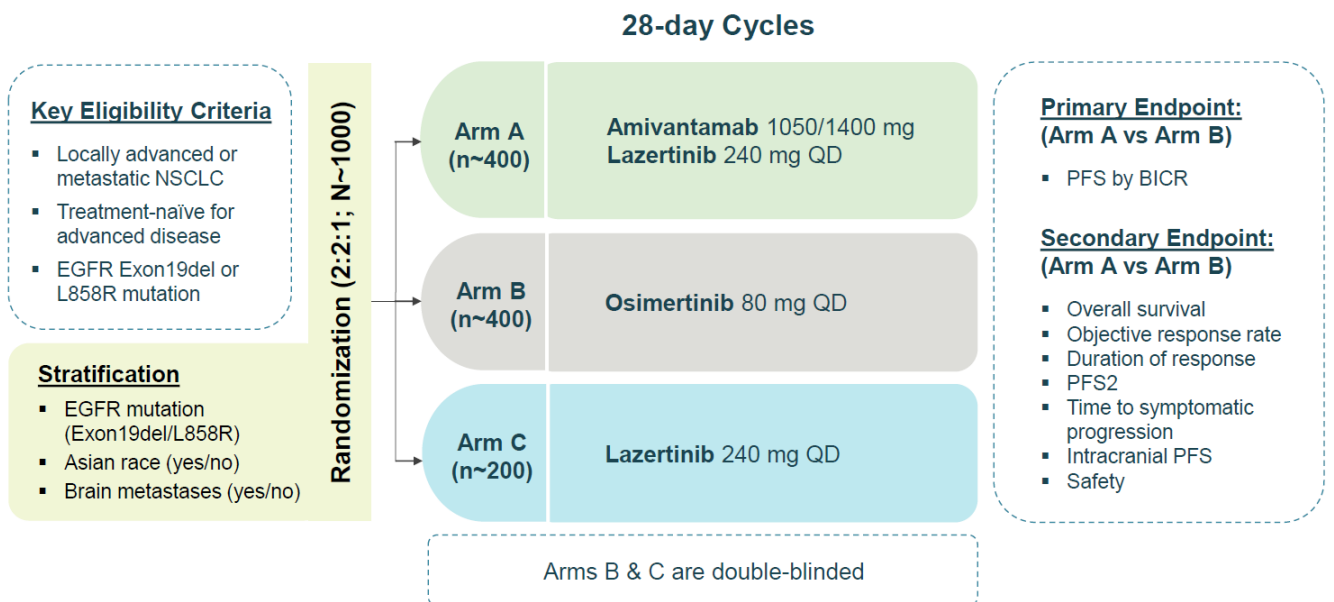 28-day Cycles
Key Eligibility Criteria
▪ Locally advanced or
metastatic NSCLC
▪ Treatment-naïve for
advanced disease
▪ EGFR Exon19del or
L858R mutation
Stratification
▪ EGFR mutation
(Exon19del/L858R)
▪ Asian race (yes/no)
▪ Brain metastases (yes/no)
Randomization (2:2:1; N~1000)
Arm A
(n~400)
Amivantamab 1050/1400 mg
Lazertinib 240 mg QD
Arm B
(n~400)
Osimertinib 80 mg QD
Arm C
(n~200)
Lazertinib 240 mg QD
Arms B & C are double-blinded
Primary Endpoint:
(Arm A vs Arm B)
▪ PFS by BICR
Secondary Endpoint:
(Arm A vs Arm B)
▪ Overall survival
▪ Objective response rate
▪ Duration of response
▪ PFS2
▪ Time to symptomatic
progression
▪ Intracranial PFS
▪ Safety